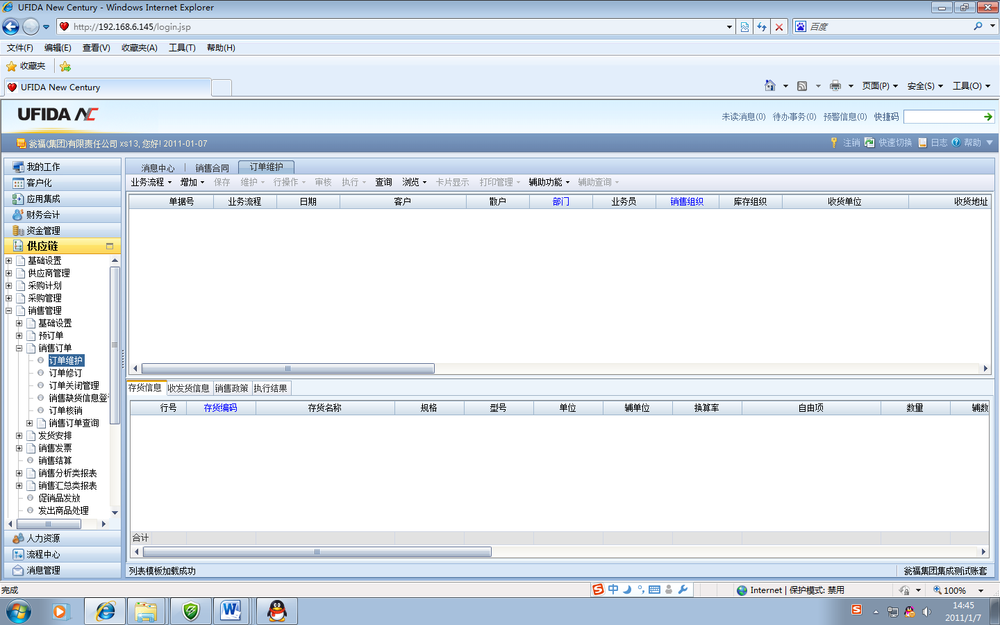 UFIDA New Century - Windows Internet Explorer
http://192.168.6.145/login.jsp
百度
文件(F) 编辑(E) 查看(V) 收藏夹(A) 工具(T) 帮助(H)
收藏夹
UFIDA New Century
页面(P) 安全(S) 工具(O)
UFIDA NC
未读消息(0) 待办事务(0) 预警信息(0) 快捷码
瓮福(集团)有限责任公司 xs13, 您好! 2011-01-07
注销 快速切换 日志 帮助
我的工作
客户化
应用集成
财务会计
资金管理
供应链
基础设置
供应商管理
采购计划
采购管理
销售管理
基础设置
预订单
销售订单
订单维护
订单修订
订单关闭管理
销售缺货信息登
订单核销
销售订单查询
发货安排
销售发票
销售结算
销售分析类报表
销售汇总类报表
促销品发放
发出商品处理
人力资源
流程中心
消息管理
消息中心 销售合同 订单维护
业务流程 增加 保存 维护 行操作 审核 执行 查询 浏览 卡片显示 打印管理 辅助功能 辅助查询
单据号 业务流程 日期 客户 散户 部门 业务员 销售组织 库存组织 收货单位 收货地址
存货信息 收发货信息 销售政策 执行结果
行号 存货编码 存货名称 规格 型号 单位 辅单位 换算率 自由项 数量 辅数
合计
列表模板加载成功
瓮福集团集成测试账套
完成
中
Internet | 保护模式: 禁用
100%
14:45
2011/1/7